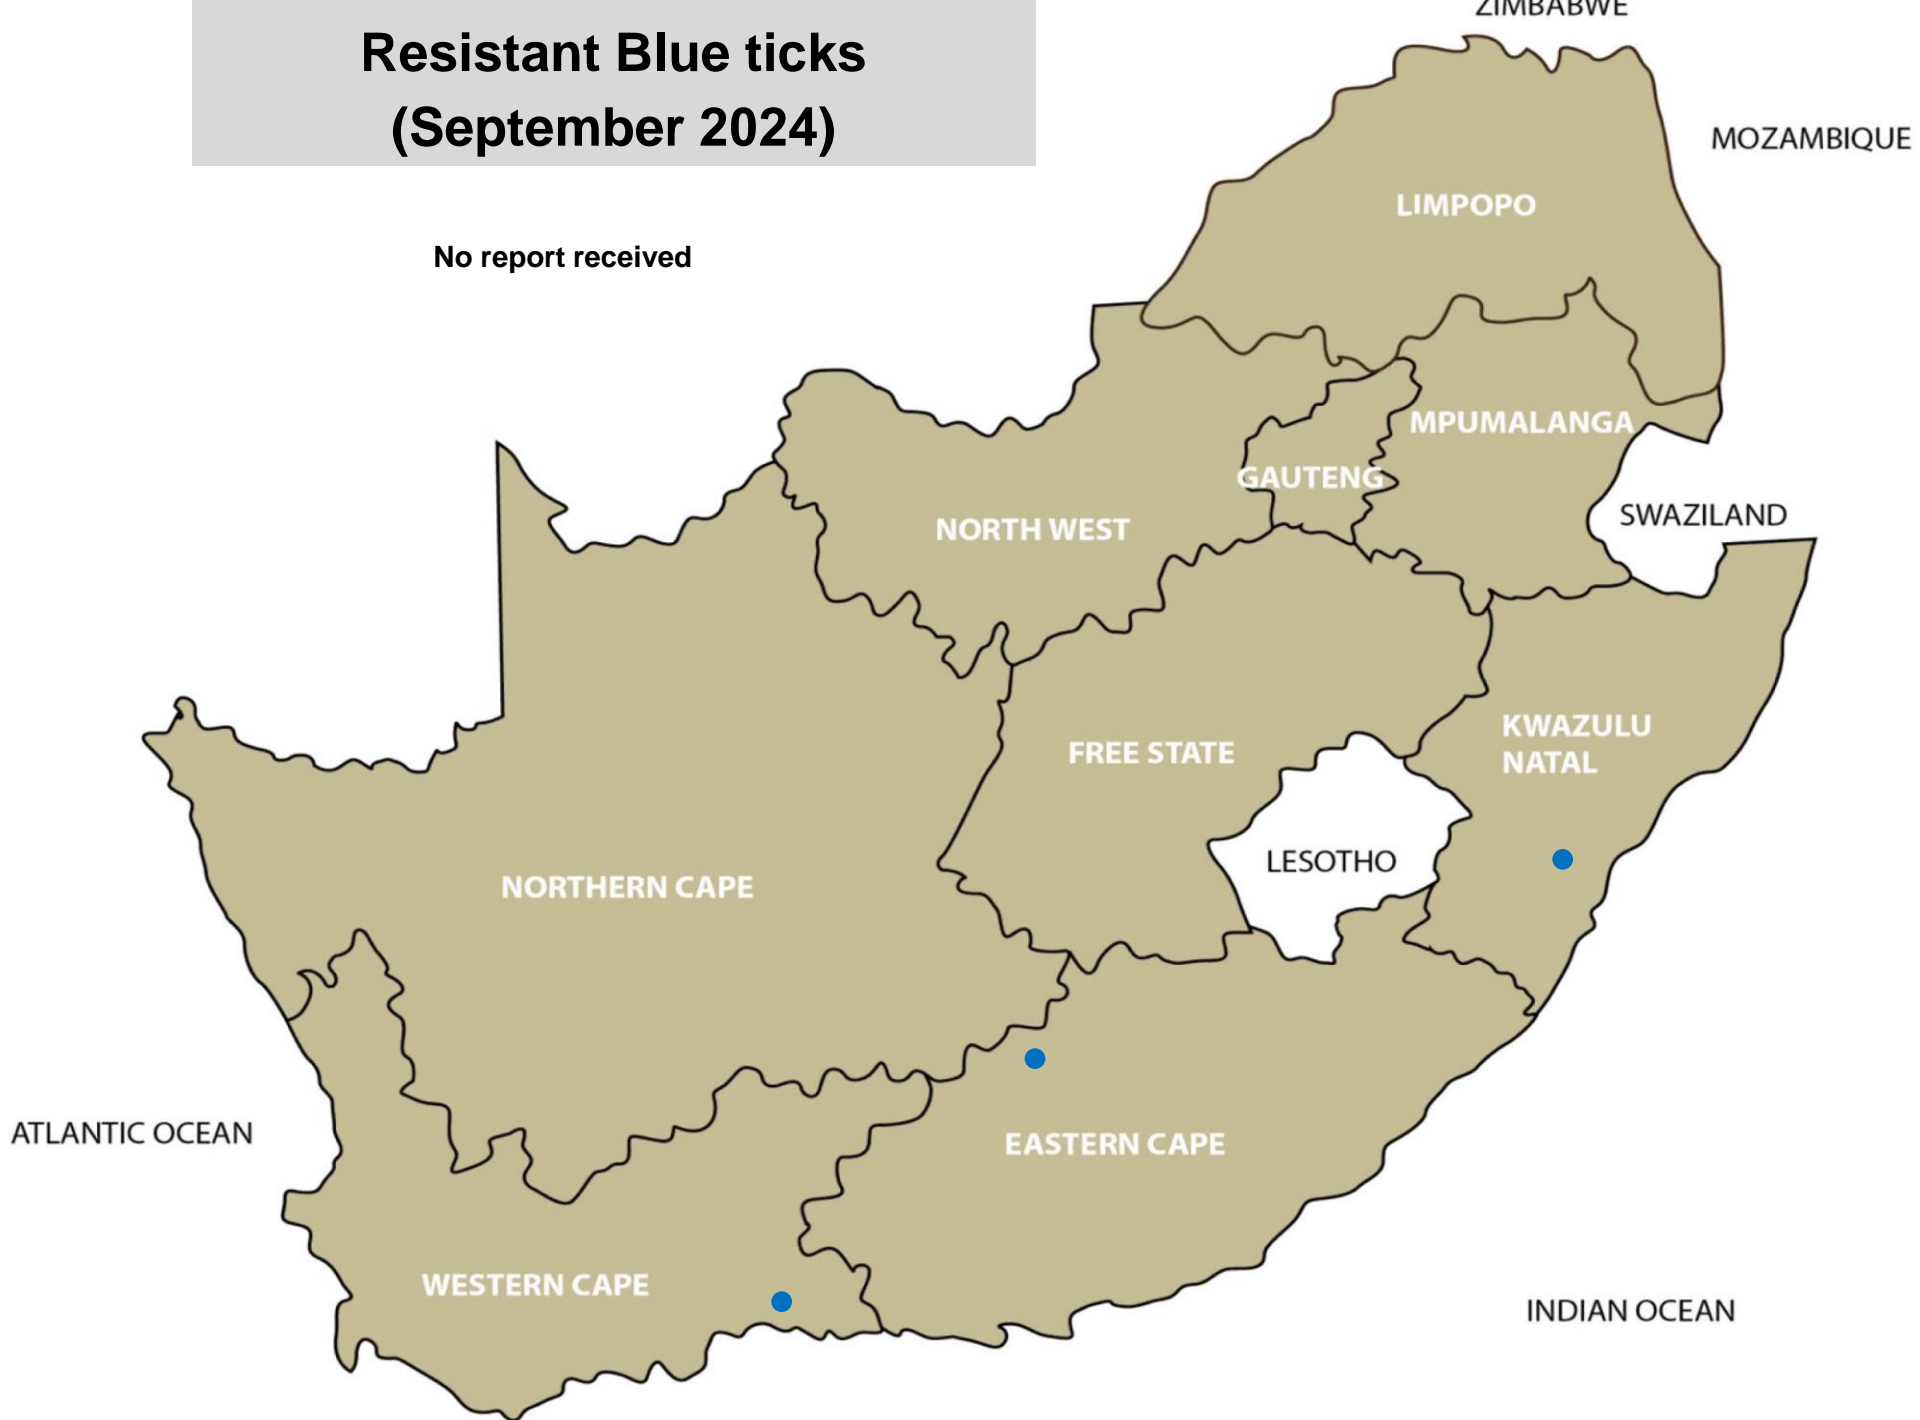 ZIMBABWE
Resistant Blue ticks
(September 2024)
MOZAMBIQUE
LIMPOPO
No report received
MPUMALANGA
GAUTENG
SWAZILAND
NORTH WEST
KWAZULU
NATAL
FREE STATE
LESOTHO
NORTHERN CAPE
ATLANTIC OCEAN
EASTERN CAPE
WESTERN CAPE
INDIAN OCEAN